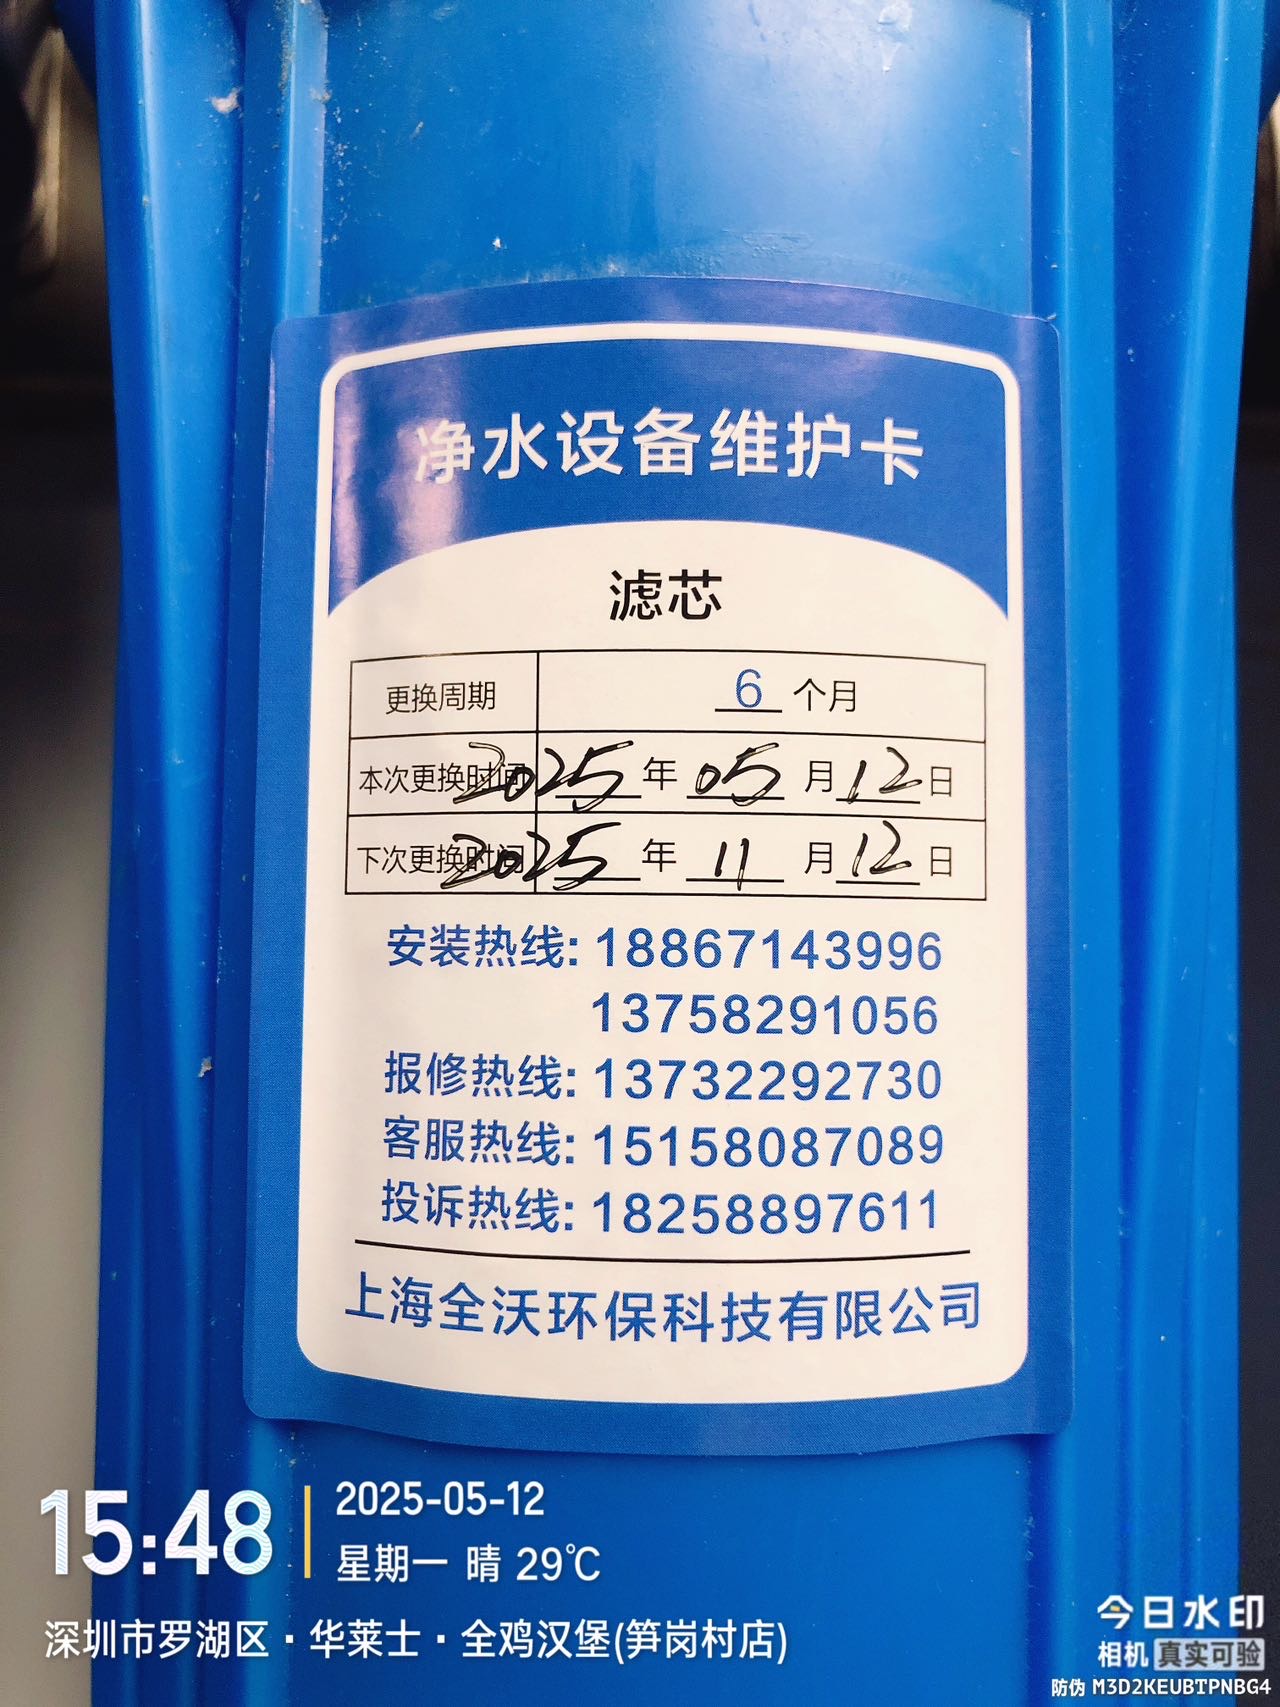 净水设备维护卡
滤芯
更换周期 6 个月
本次更换时间 2025 年 05 月 12 日
下次更换时间 2025 年 11 月 12 日
安装热线: 18867143996
13758291056
报修热线: 13732292730
客服热线: 15158087089
投诉热线: 18258897611
上海全沃环保科技有限公司
15:48
2025-05-12
星期一 晴 29℃
深圳市罗湖区·华莱士·全鸡汉堡(笋岗村店)
今日水印
相机 真实可验
防伪 M3D2KEUBTPNBG4